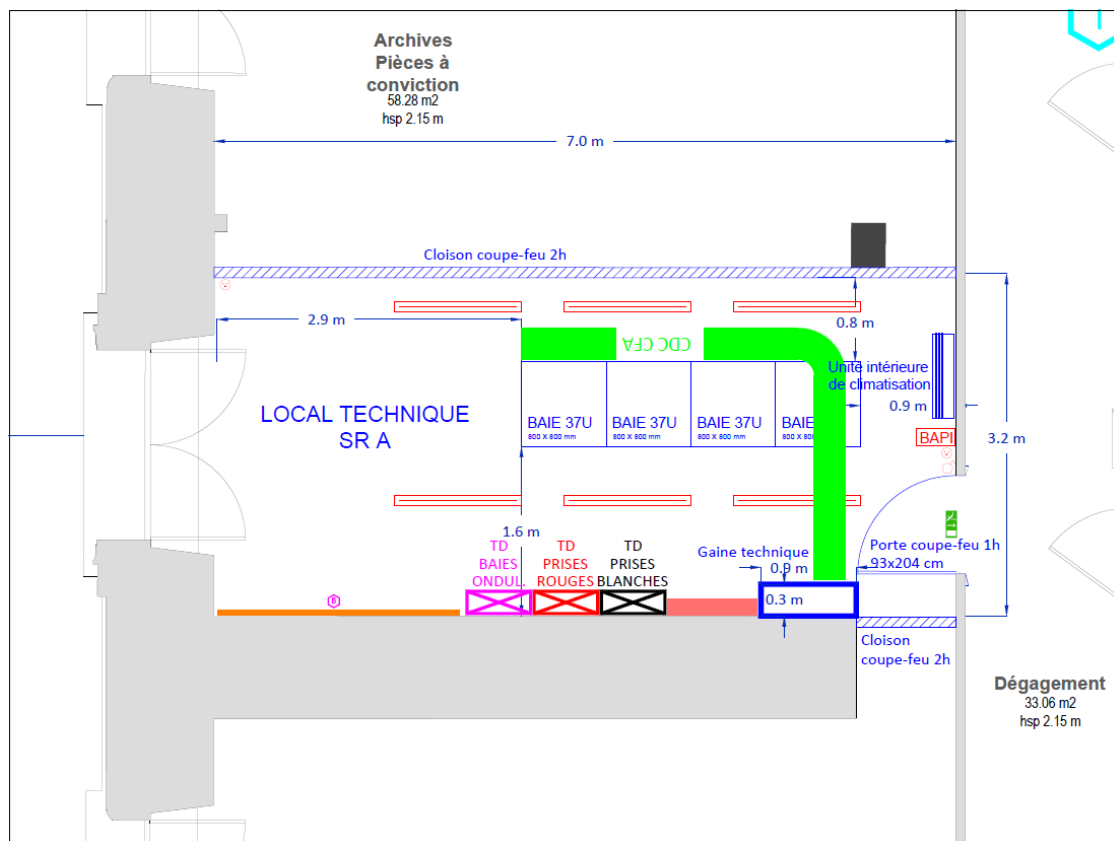 Archives
Pièces à
conviction
58.28 m2
hsp 2.15 m
7.0 m
Cloison coupe-feu 2h
2.9 m
CDC CFA
0.8 m
Unité intérieure
de climatisation
0.9 m
LOCAL TECHNIQUE
SR A
BAIE 37U
800 X 800 mm
BAIE 37U
800 X 800 mm
BAIE 37U
800 X 800 mm
BAPI
3.2 m
1.6 m
TD
BAIES
ONDUL.
TD
PRISES
ROUGES
TD
PRISES
BLANCHES
Gaine technique
0.9 m
Porte coupe-feu 1h
93x204 cm
0.3 m
B
Cloison
coupe-feu 2h
Dégagement
33.06 m2
hsp 2.15 m